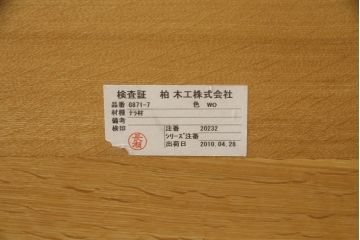 検査証 柏木工株式会社
品番 G871-7 色 WO
材種 ナラ材
備考
検印 注番 20232
シリーズ注番
出荷日 2010.04.28